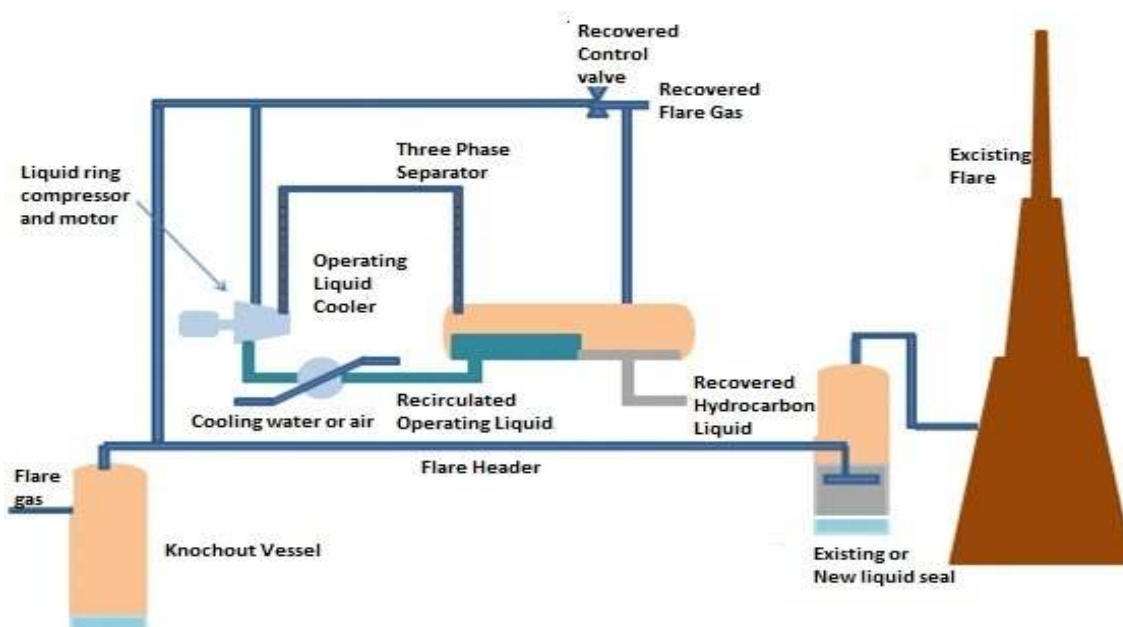 Recovered
Control
valve
Recovered
Flare Gas
Three Phase
Separator
Liquid ring
compressor
and motor
Excisting
Flare
Operating
Liquid
Cooler
Cooling water or air
Recirculated
Operating Liquid
Recovered
Hydrocarbon
Liquid
Flare Header
Flare
gas
Knochout Vessel
Existing or
New liquid seal